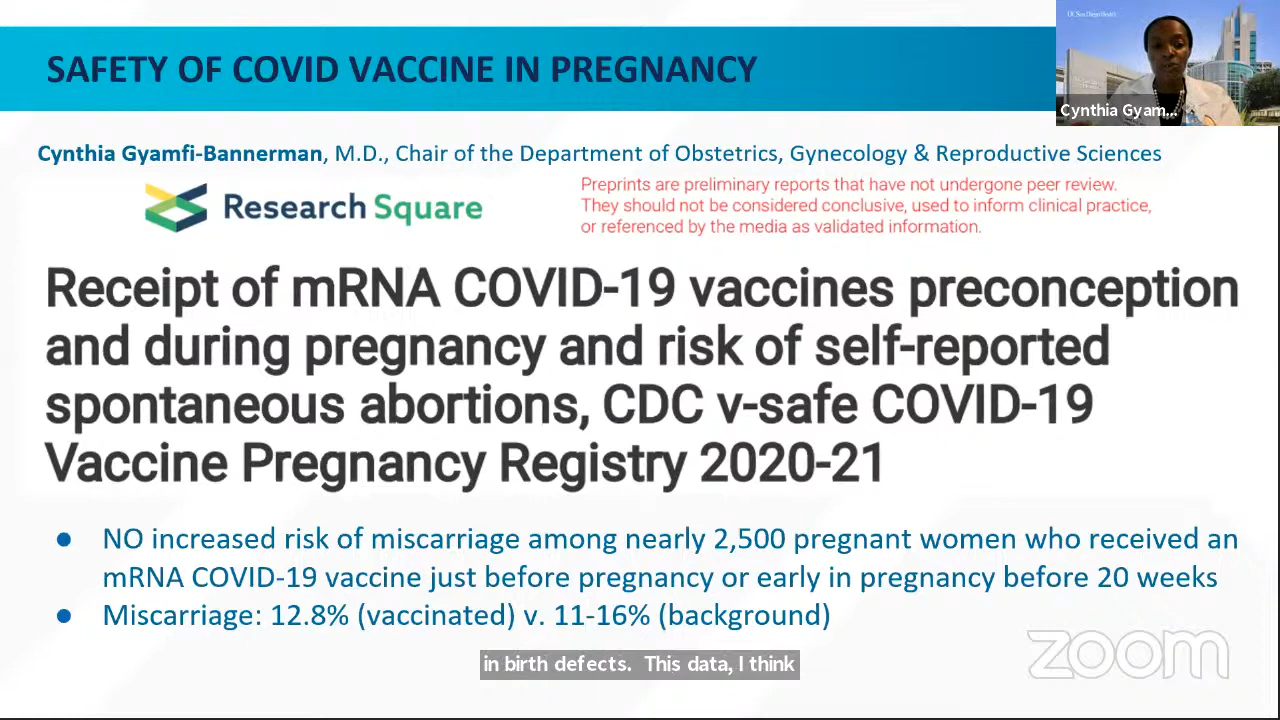 SAFETY OF COVID VACCINE IN PREGNANCY
UC San Diego Health
Cynthia Gyam...
Cynthia Gyamfi-Bannerman, M.D., Chair of the Department of Obstetrics, Gynecology & Reproductive Sciences
Research Square
Preprints are preliminary reports that have not undergone peer review.
They should not be considered conclusive, used to inform clinical practice,
or referenced by the media as validated information.
Receipt of mRNA COVID-19 vaccines preconception
and during pregnancy and risk of self-reported
spontaneous abortions, CDC v-safe COVID-19
Vaccine Pregnancy Registry 2020-21
● NO increased risk of miscarriage among nearly 2,500 pregnant women who received an
mRNA COVID-19 vaccine just before pregnancy or early in pregnancy before 20 weeks
● Miscarriage: 12.8% (vaccinated) v. 11-16% (background)
in birth defects. This data, I think
zoom